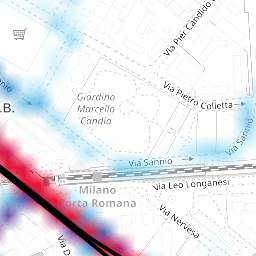 Via Pier Candido
Via Pietro Colletta
Giardino
Marcello
Candia
.B.
Via Sannio
Via Sannio
Via Leo Longanesi
Milano
Porta Romana
Via Nervesa